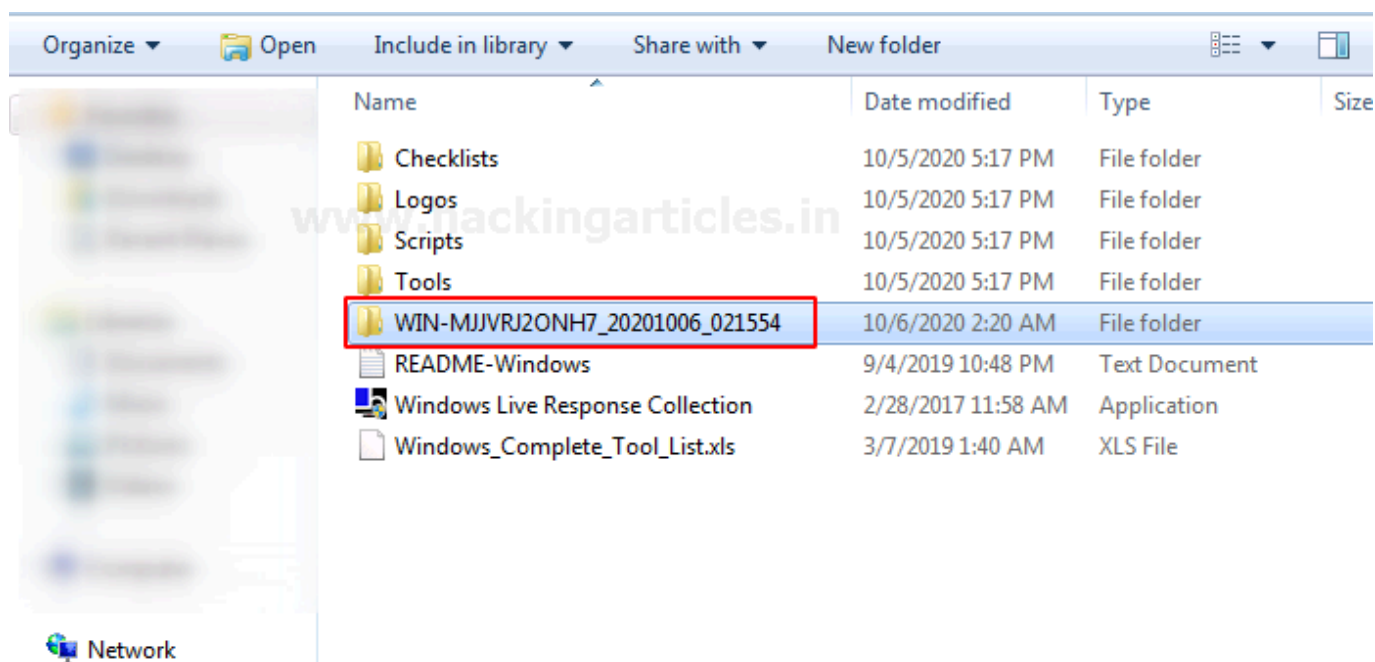 Organize Open Include in library Share with New folder
Name Date modified Type Size
Checklists 10/5/2020 5:17 PM File folder
Logos 10/5/2020 5:17 PM File folder
www.hackingarticles.in
Scripts 10/5/2020 5:17 PM File folder
Tools 10/5/2020 5:17 PM File folder
WIN-MJJVRJ2ONH7_20201006_021554 10/6/2020 2:20 AM File folder
README-Windows 9/4/2019 10:48 PM Text Document
Windows Live Response Collection 2/28/2017 11:58 AM Application
Windows_Complete_Tool_List.xls 3/7/2019 1:40 AM XLS File
Network